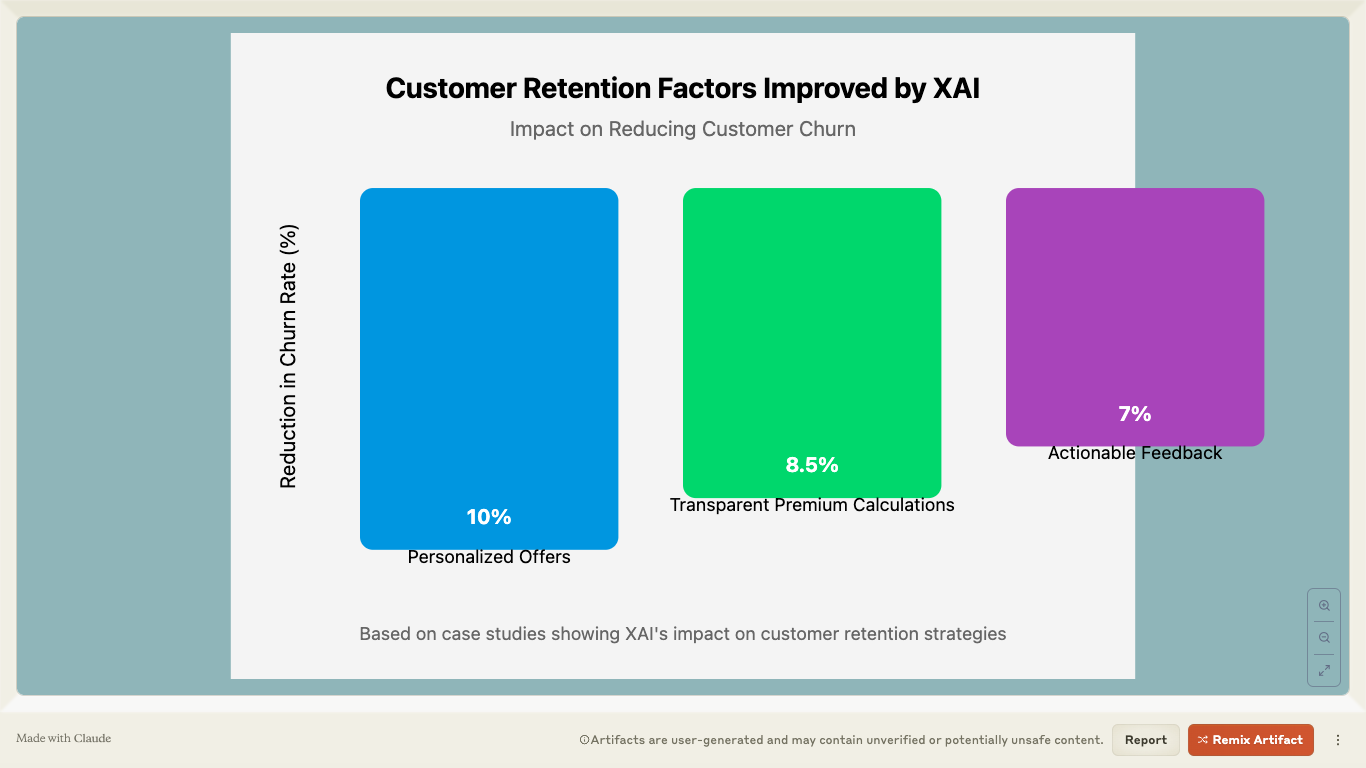 Customer Retention Factors Improved by XAI
Impact on Reducing Customer Churn
Reduction in Churn Rate (%)
10%
Personalized Offers
8.5%
Transparent Premium Calculations
7%
Actionable Feedback
Based on case studies showing XAI's impact on customer retention strategies
Made with Claude
Artifacts are user-generated and may contain unverified or potentially unsafe content.
Report
Remix Artifact